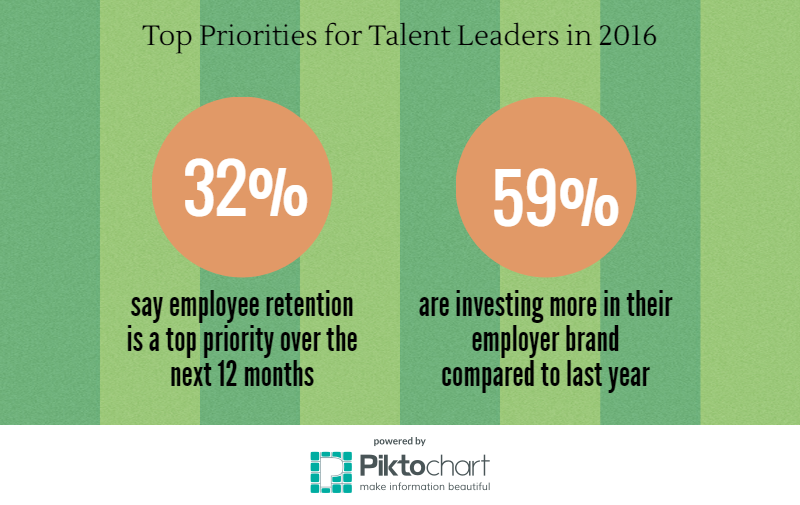 Top Priorities for Talent Leaders in 2016
32%
say employee retention
is a top priority over the
next 12 months
59%
are investing more in their
employer brand
compared to last year
powered by
Piktochart
make information beautiful